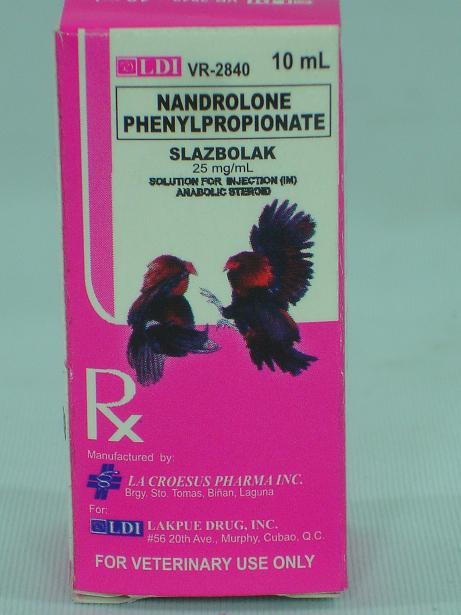 LDI VR-2840 10 mL
NANDROLONE
PHENYLPROPIONATE
SLAZBOLAK
25 mg/mL
SOLUTION FOR INJECTION (IM)
ANABOLIC STEROID
Rx
Manufactured by:
LA CROESUS PHARMA INC.
Brgy. Sto. Tomas, Biñan, Laguna
For:
LDI LAKPUE DRUG, INC.
#56 20th Ave., Murphy, Cubao, Q.C.
FOR VETERINARY USE ONLY